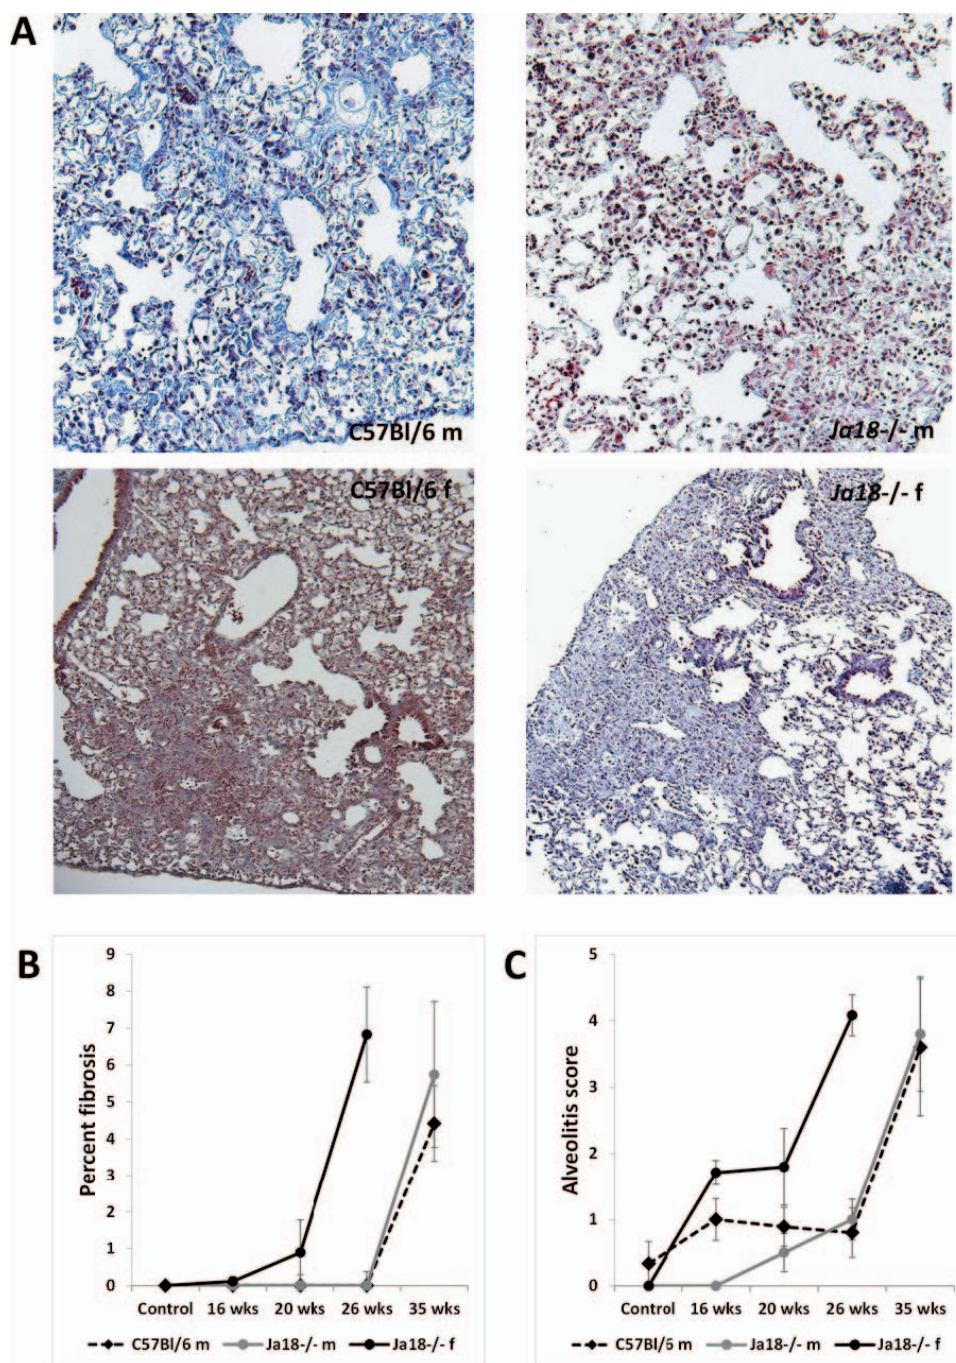 A
C57Bl/6 m
Ja18-/- m
C57Bl/6 f
Ja18-/- f
B
C
9
8
7
6
5
4
3
2
1
0
Percent fibrosis
Control 16 wks 20 wks 26 wks 35 wks
C57Bl/6 m Ja18-/- m Ja18-/- f
5
4
3
2
1
0
Alveolitis score
Control 16 wks 20 wks 26 wks 35 wks
C57Bl/6 m Ja18-/- m Ja18-/- f